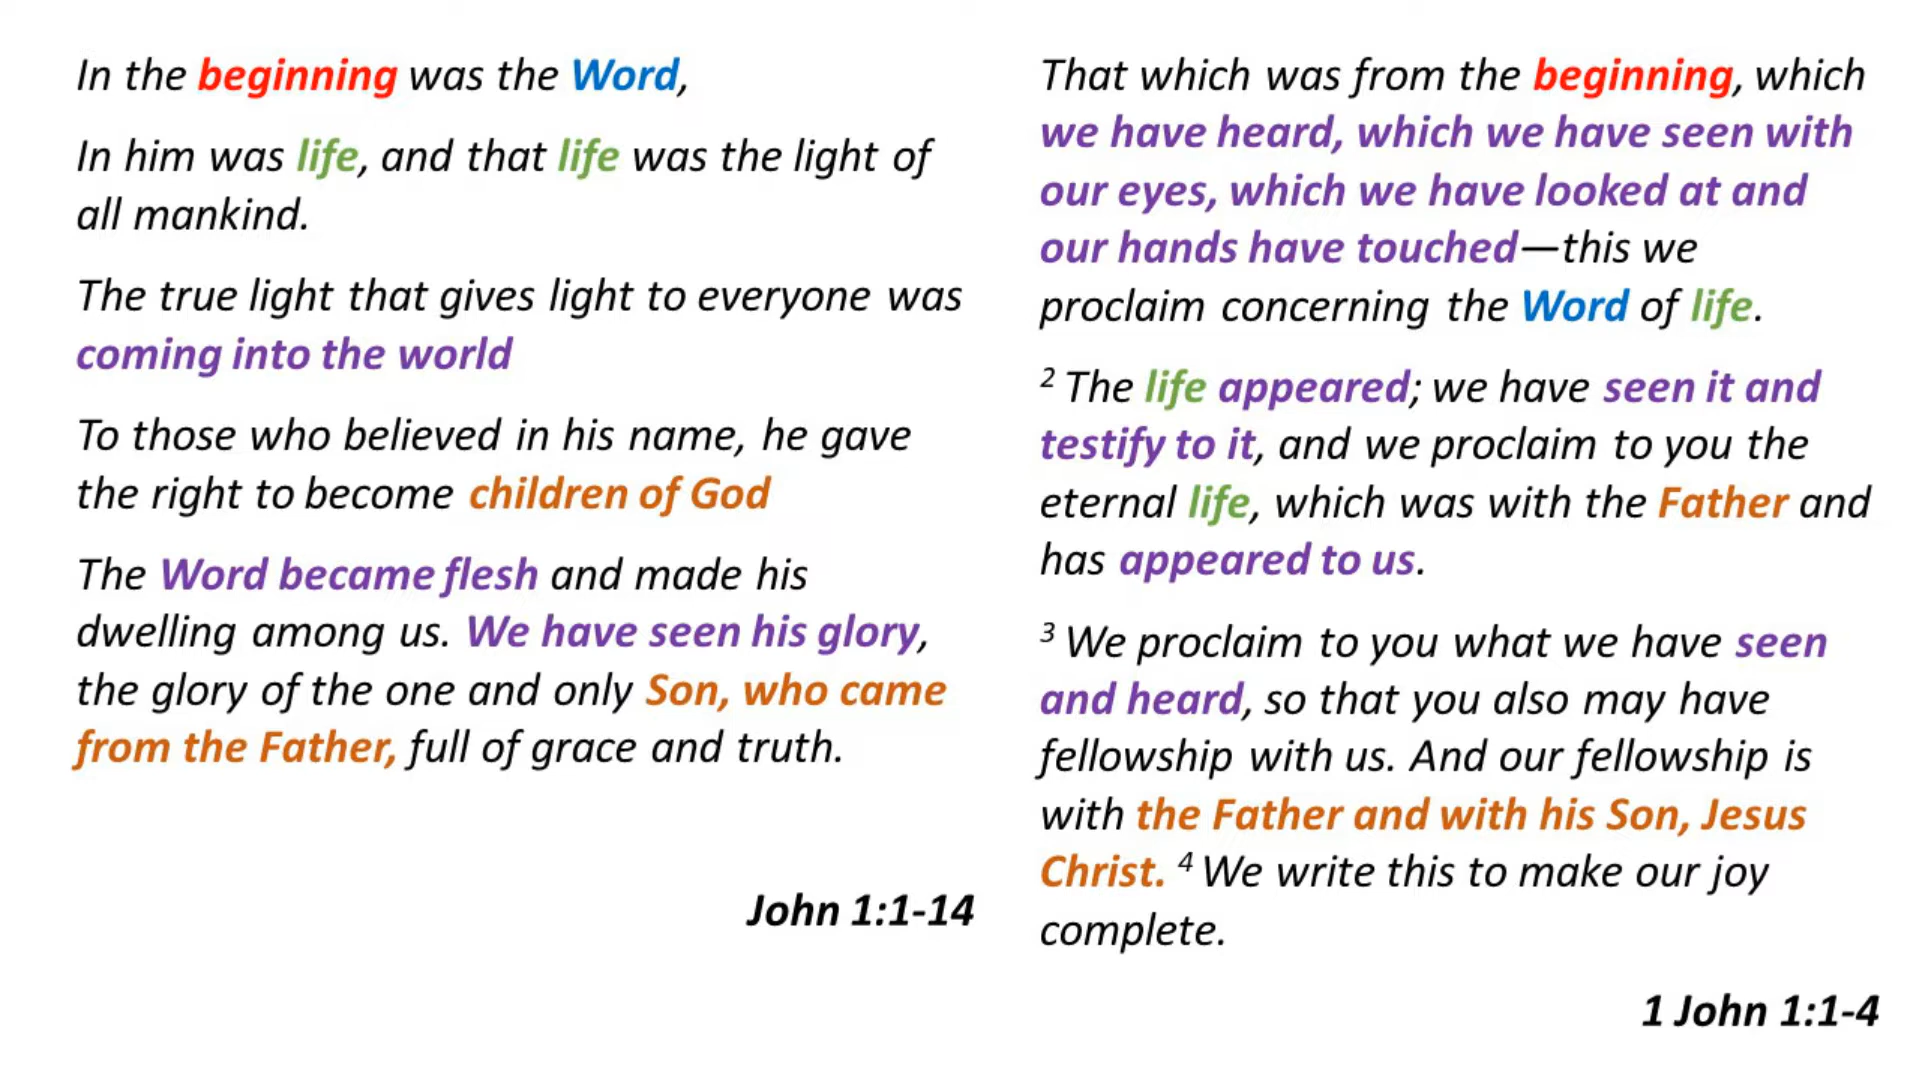 In the beginning was the Word,
In him was life, and that life was the light of
all mankind.
The true light that gives light to everyone was
coming into the world
To those who believed in his name, he gave
the right to become children of God
The Word became flesh and made his
dwelling among us. We have seen his glory,
the glory of the one and only Son, who came
from the Father, full of grace and truth.
John 1:1-14
That which was from the beginning, which
we have heard, which we have seen with
our eyes, which we have looked at and
our hands have touched—this we
proclaim concerning the Word of life.
2 The life appeared; we have seen it and
testify to it, and we proclaim to you the
eternal life, which was with the Father and
has appeared to us.
3 We proclaim to you what we have seen
and heard, so that you also may have
fellowship with us. And our fellowship is
with the Father and with his Son, Jesus
Christ. 4 We write this to make our joy
complete.
1 John 1:1-4